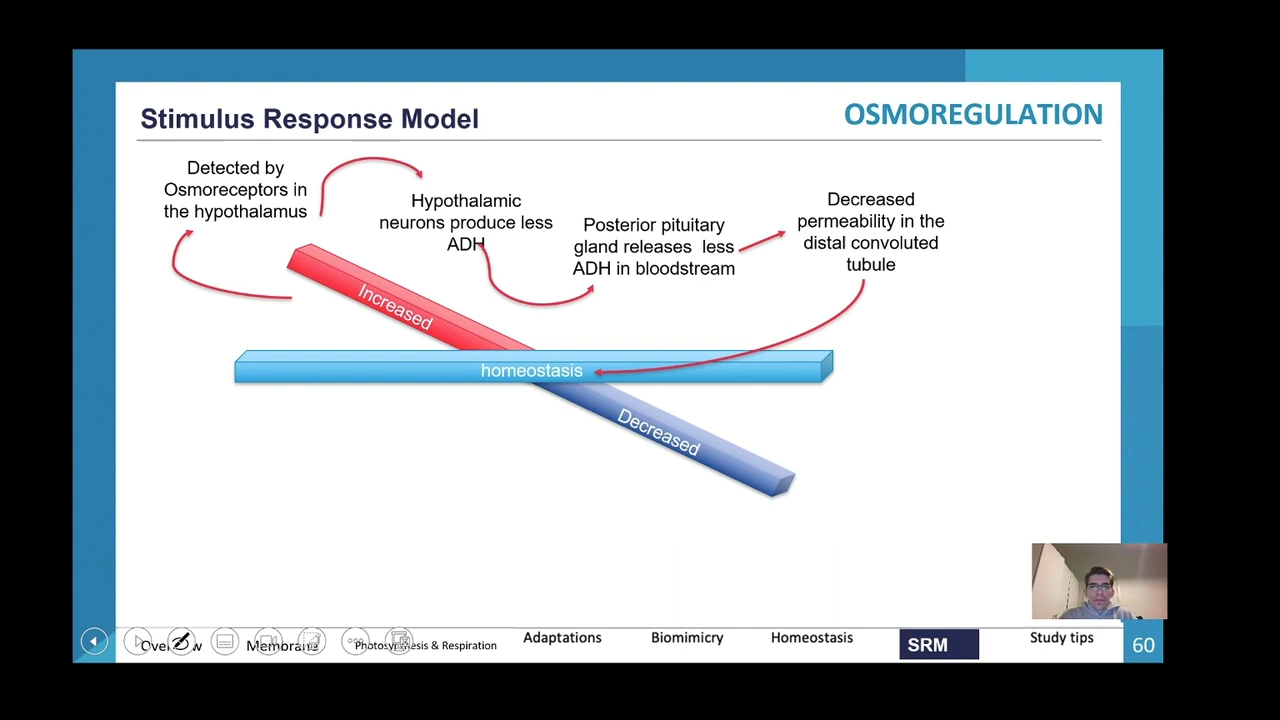 Stimulus Response Model
OSMOREGULATION
Detected by
Osmoreceptors in
the hypothalamus
Hypothalamic
neurons produce less
ADH
Posterior pituitary
gland releases less
ADH in bloodstream
Decreased
permeability in the
distal convoluted
tubule
Increased
homeostasis
Decreased
Overview
Membrane
Photosynthesis & Respiration
Adaptations
Biomimicry
Homeostasis
SRM
Study tips
60